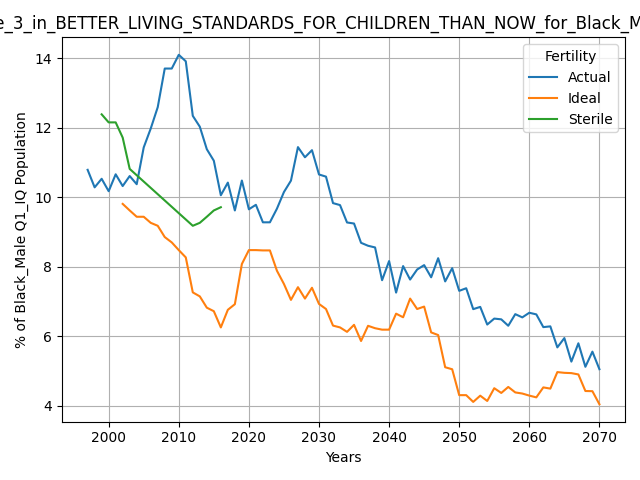 e_3_in_BETTER_LIVING_STANDARDS_FOR_CHILDREN_THAN_NOW_for_Black_M
Fertility
Actual
Ideal
Sterile
% of Black_Male Q1_IQ Population
14
12
10
8
6
4
2000 2010 2020 2030 2040 2050 2060 2070
Years